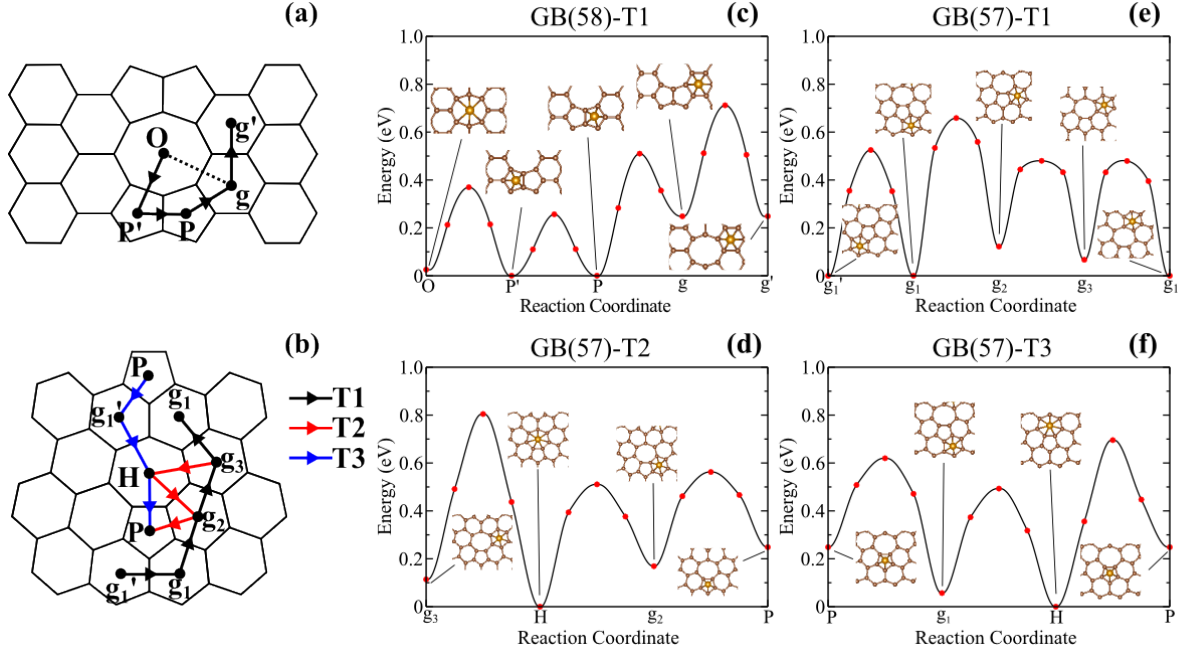 (a)
O
g'
g
P'
P
GB(58)-T1
(c)
1.0
0.8
0.6
0.4
0.2
0
Energy (eV)
O
P'
P
g
g'
Reaction Coordinate
GB(57)-T1
(e)
1.0
0.8
0.6
0.4
0.2
0
Energy (eV)
g₁'
g₁
g₂
g₃
g₁
Reaction Coordinate
(b)
P
g₁'
g₁
H
g₃
P
g₂
g₁'
g₁
T1
T2
T3
GB(57)-T2
(d)
1.0
0.8
0.6
0.4
0.2
0
Energy (eV)
g₃
H
g₂
P
Reaction Coordinate
GB(57)-T3
(f)
1.0
0.8
0.6
0.4
0.2
0
Energy (eV)
P
g₁
H
P
Reaction Coordinate